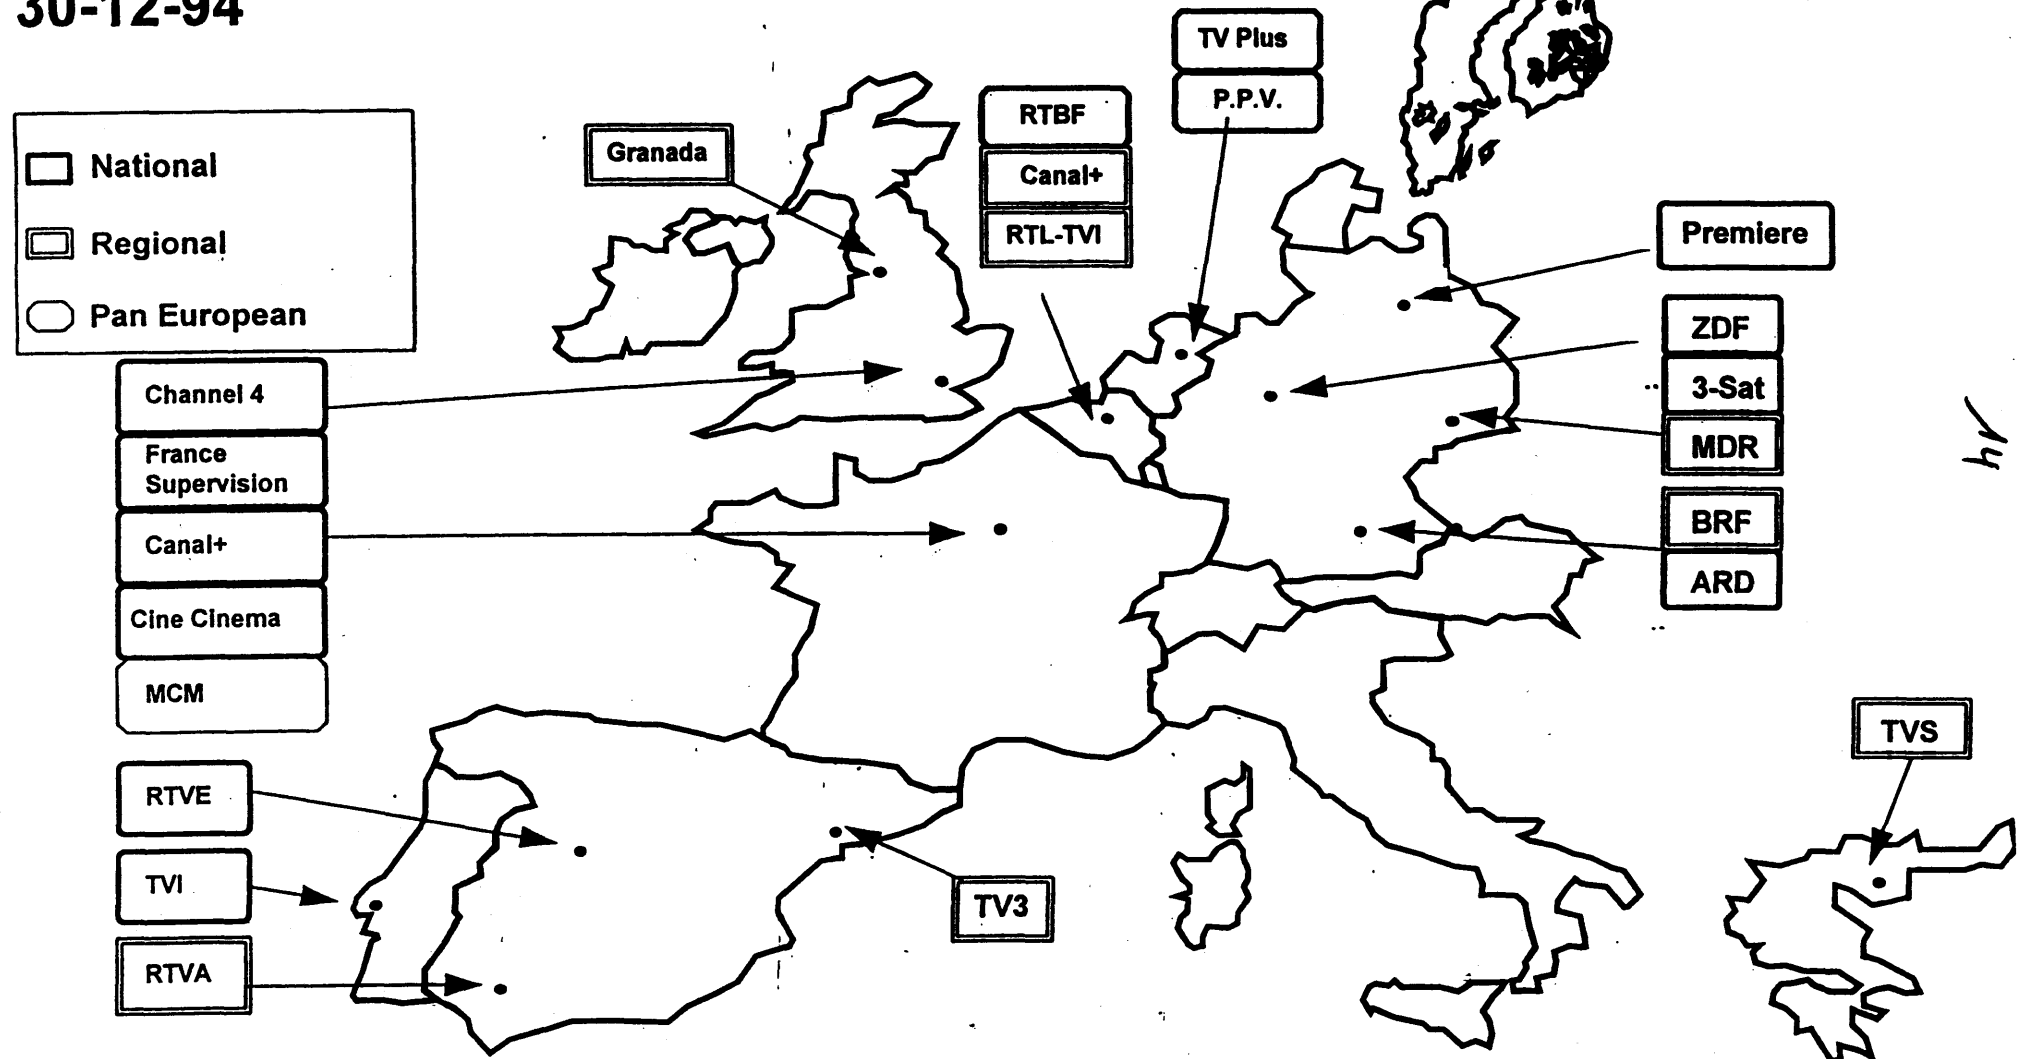 30-12-94
National
Regional
Pan European
Granada
RTBF
Canal+
RTL-TVI
TV Plus
P.P.V.
Premiere
ZDF
3-Sat
MDR
BRF
ARD
Channel 4
France
Supervision
Canal+
Cine Cinema
MCM
RTVE
TVI
RTVA
TV3
TVS
14